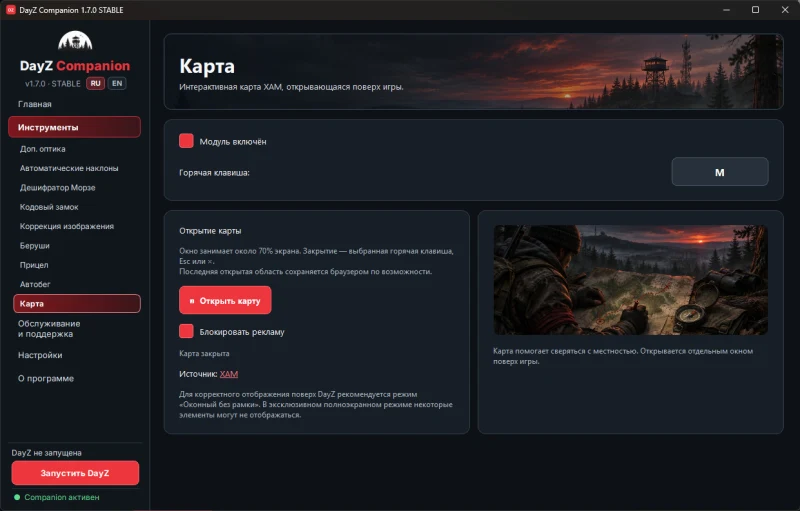 DZ DayZ Companion 1.7.0 STABLE
DayZ Companion
v1.7.0 · STABLE RU EN
Главная
Инструменты
Доп. оптика
Автоматические наклоны
Дешифратор Морзе
Кодовый замок
Коррекция изображения
Беруши
Прицел
Автобег
Карта
Обслуживание
и поддержка
Настройки
О программе
DayZ не запущена
Запустить DayZ
Companion активен
Карта
Интерактивная карта XAM, открывающаяся поверх игры.
Модуль включён
Горячая клавиша:
M
Открытие карты
Окно занимает около 70% экрана. Закрытие — выбранная горячая клавиша,
Esc или ×.
Последняя открытая область сохраняется браузером по возможности.
Открыть карту
Блокировать рекламу
Карта закрыта
Источник: XAM
Для корректного отображения поверх DayZ рекомендуется режим
«Оконный без рамки». В эксклюзивном полноэкранном режиме некоторые
элементы могут не отображаться.
Карта помогает сверяться с местностью. Открывается отдельным окном
поверх игры.